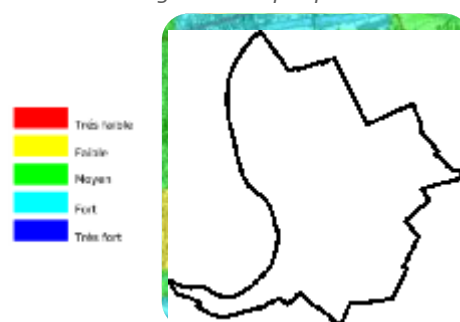 Très faible
Faible
Moyen
Fort
Très fort